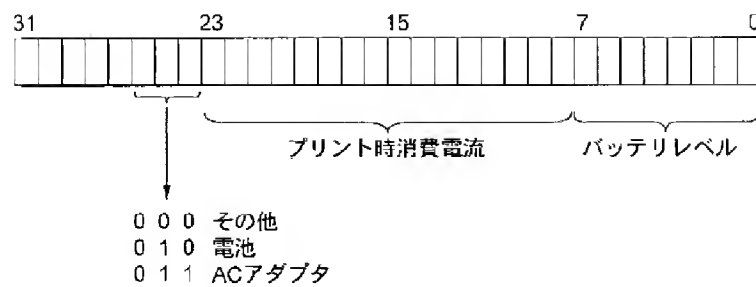 31 23 15 7 0
プリント時消費電流 バッテリレベル
0 0 0 その他
0 1 0 電池
0 1 1 ACアダプタ